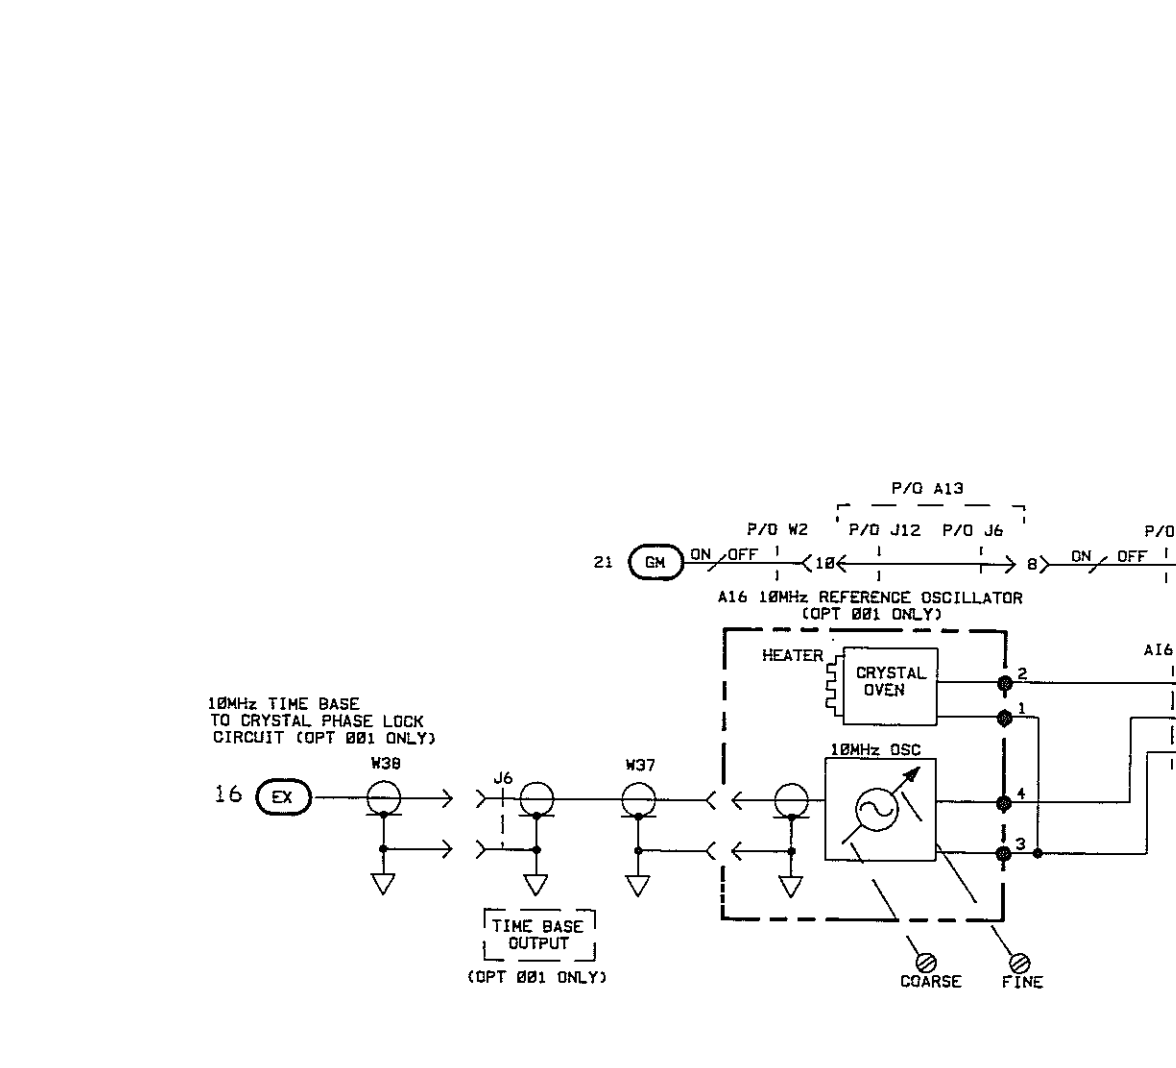 P/O A13
P/O W2 P/O J12 P/O J6 P/O
21 GM ON OFF 10 8 ON OFF
A16 10MHz REFERENCE OSCILLATOR
(OPT 001 ONLY)
HEATER
CRYSTAL
OVEN
2
AI6
1
10MHz TIME BASE
TO CRYSTAL PHASE LOCK
CIRCUIT (OPT 001 ONLY)
10MHz OSC
W38 J6 W37
16 EX
4
3
TIME BASE
OUTPUT
(OPT 001 ONLY)
COARSE FINE